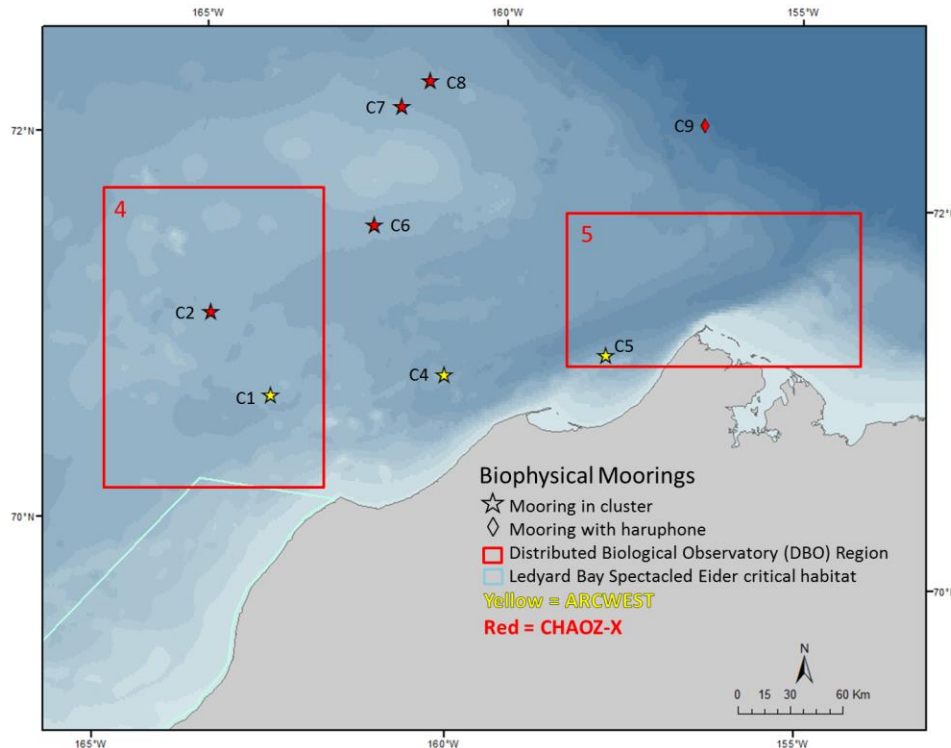 165°W 160°W 155°W
C8
C7
C9
72°N
72°N
4
C6
5
C2
C5
C4
C1
Biophysical Moorings
Mooring in cluster
Mooring with haruphone
Distributed Biological Observatory (DBO) Region
Ledyard Bay Spectacled Eider critical habitat
Yellow = ARCWEST
Red = CHAOZ-X
70°N
70°N
N
0 15 30 60 Km
165°W 160°W 155°W